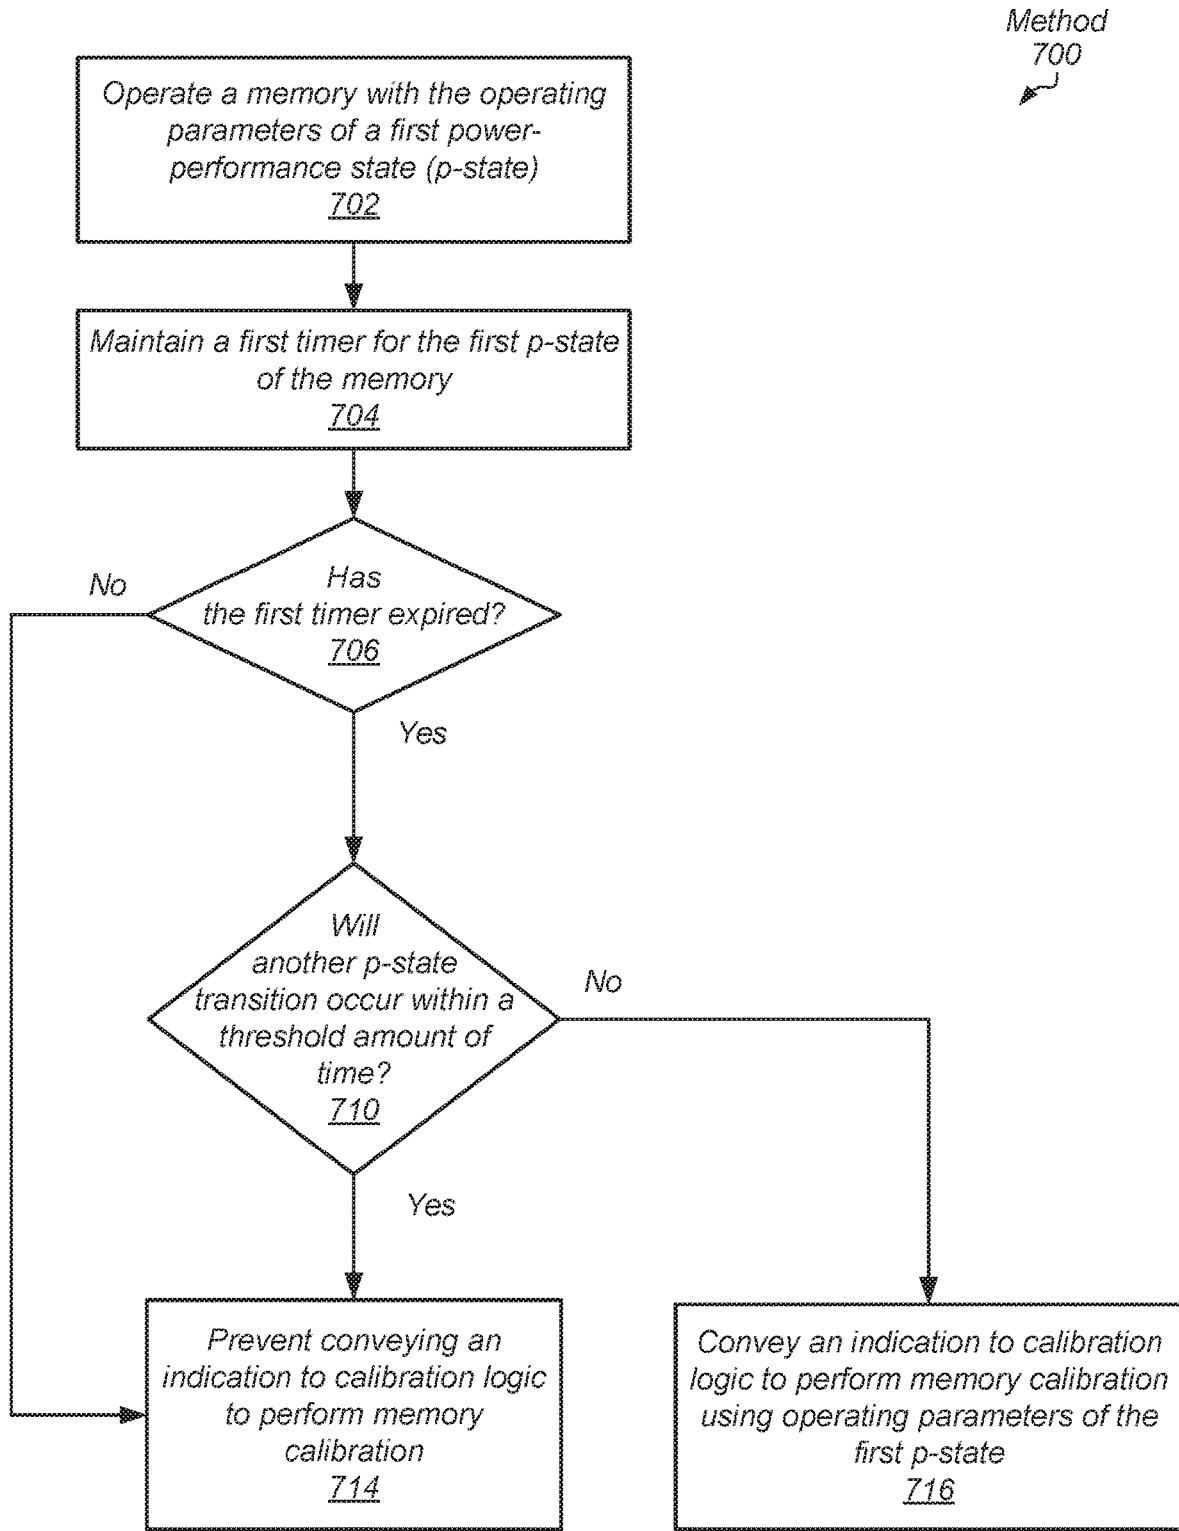 Method
700
Operate a memory with the operating
parameters of a first power-
performance state (p-state)
702
Maintain a first timer for the first p-state
of the memory
704
Has
the first timer expired?
706
No
Yes
Will
another p-state
transition occur within a
threshold amount of
time?
710
No
Yes
Prevent conveying an
indication to calibration logic
to perform memory
calibration
714
Convey an indication to calibration
logic to perform memory calibration
using operating parameters of the
first p-state
716